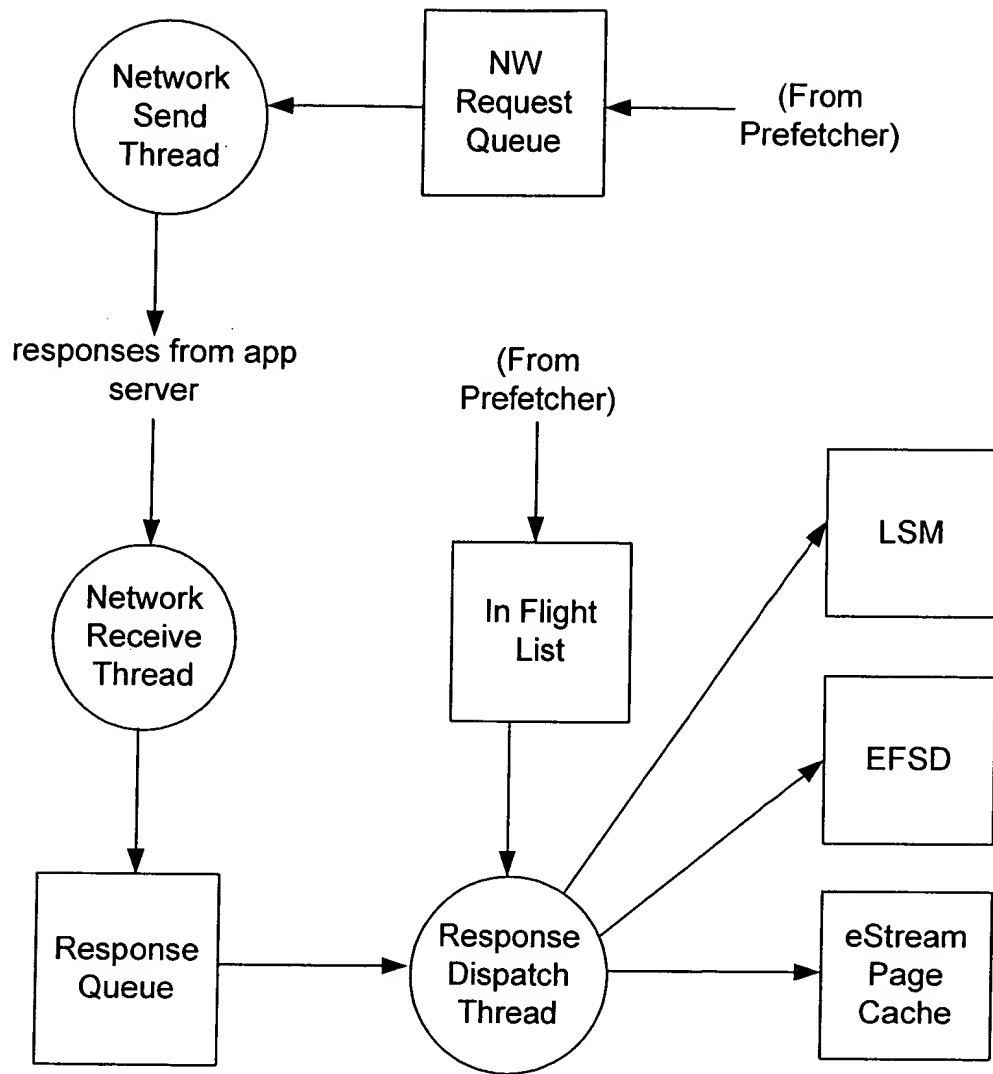 Network
Send
Thread
NW
Request
Queue
(From
Prefetcher)
responses from app
server
(From
Prefetcher)
LSM
Network
Receive
Thread
In Flight
List
EFSD
Response
Queue
Response
Dispatch
Thread
eStream
Page
Cache